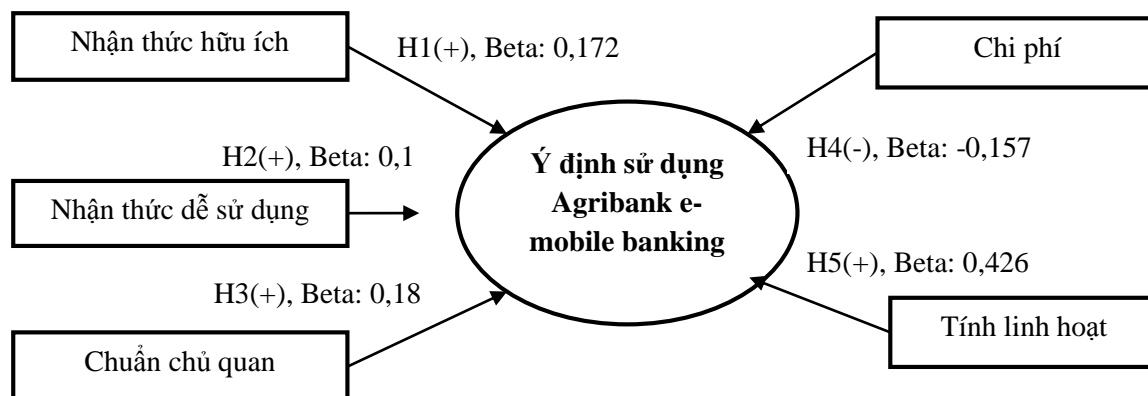 Nhận thức hữu ích
H1(+), Beta: 0,172
Chi phí
H2(+), Beta: 0,1
H4(-), Beta: -0,157
Ý định sử dụng
Agribank e-
mobile banking
Nhận thức dễ sử dụng
H3(+), Beta: 0,18
H5(+), Beta: 0,426
Chuẩn chủ quan
Tính linh hoạt